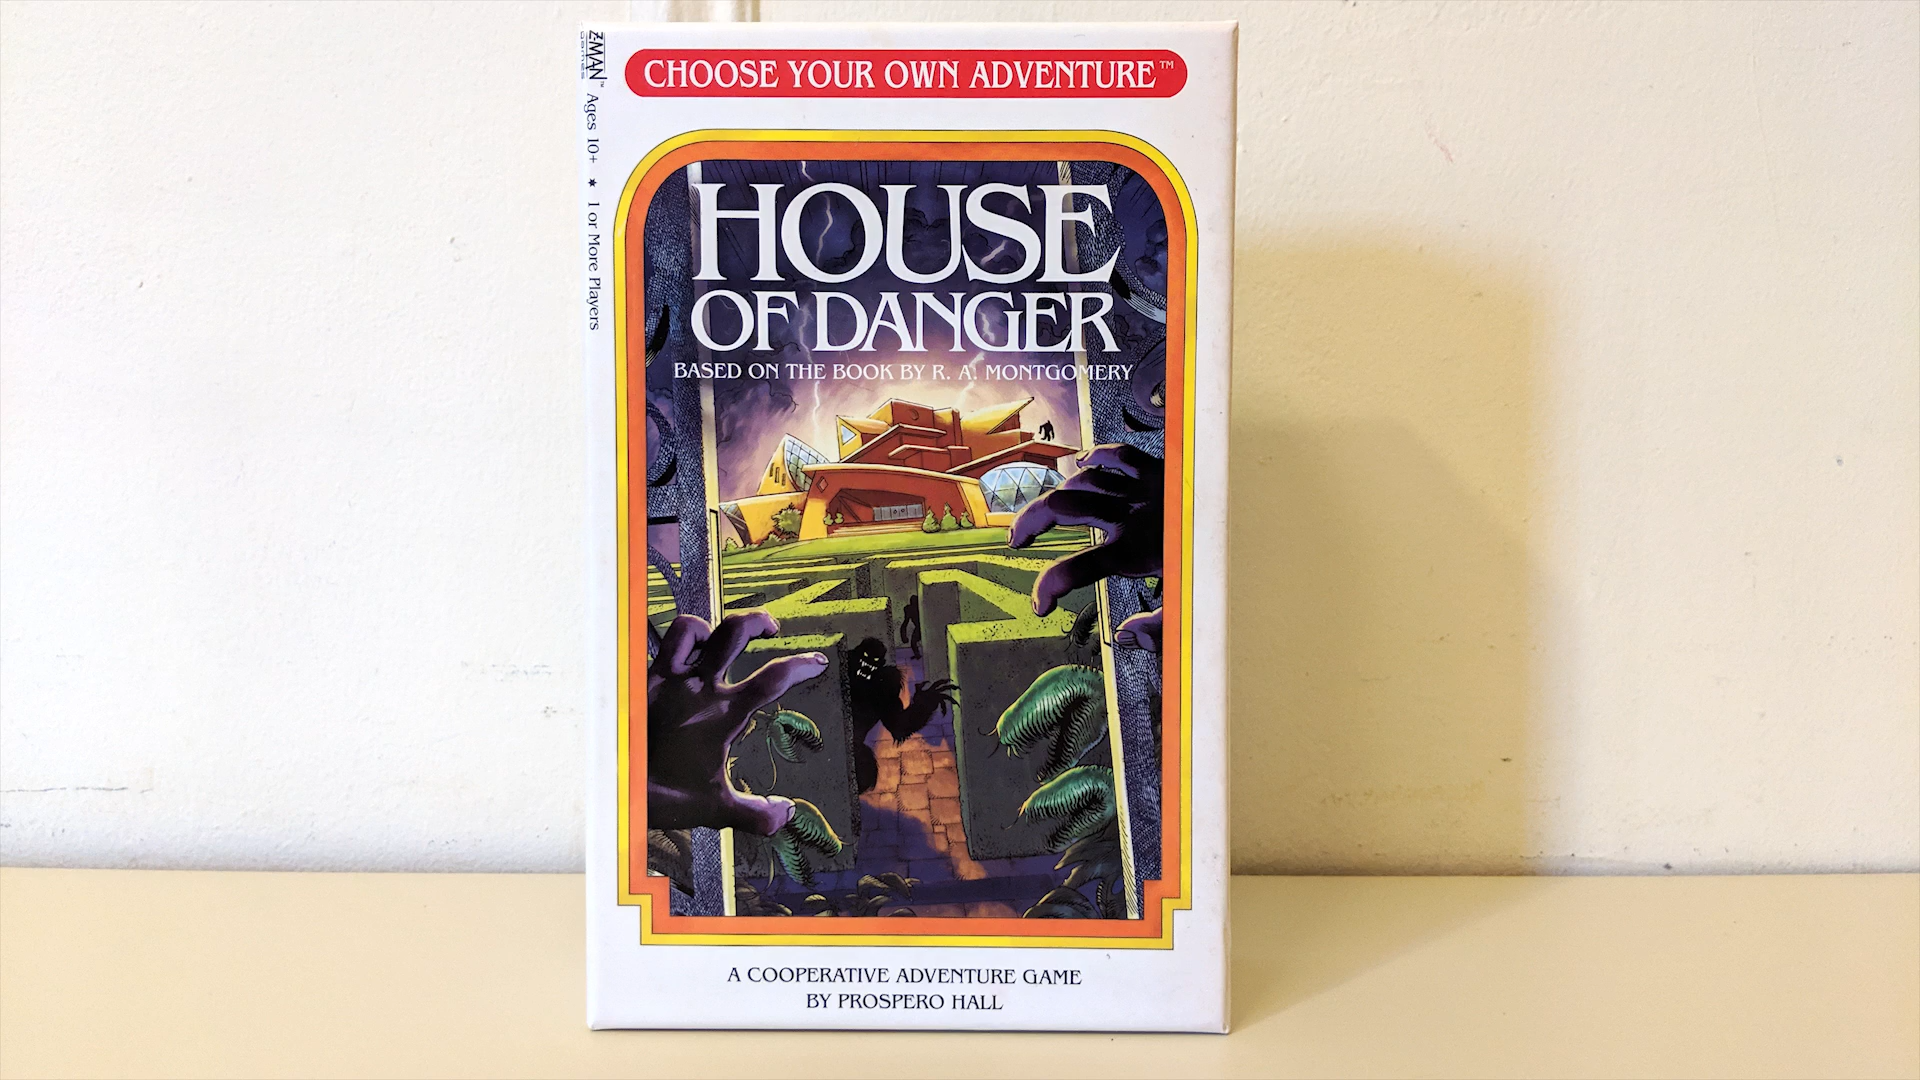 Z-MAN
games™
Ages 10+ ★ 1 or More Players
CHOOSE YOUR OWN ADVENTURE™
HOUSE
OF DANGER
BASED ON THE BOOK BY R. A. MONTGOMERY
A COOPERATIVE ADVENTURE GAME
BY PROSPERO HALL